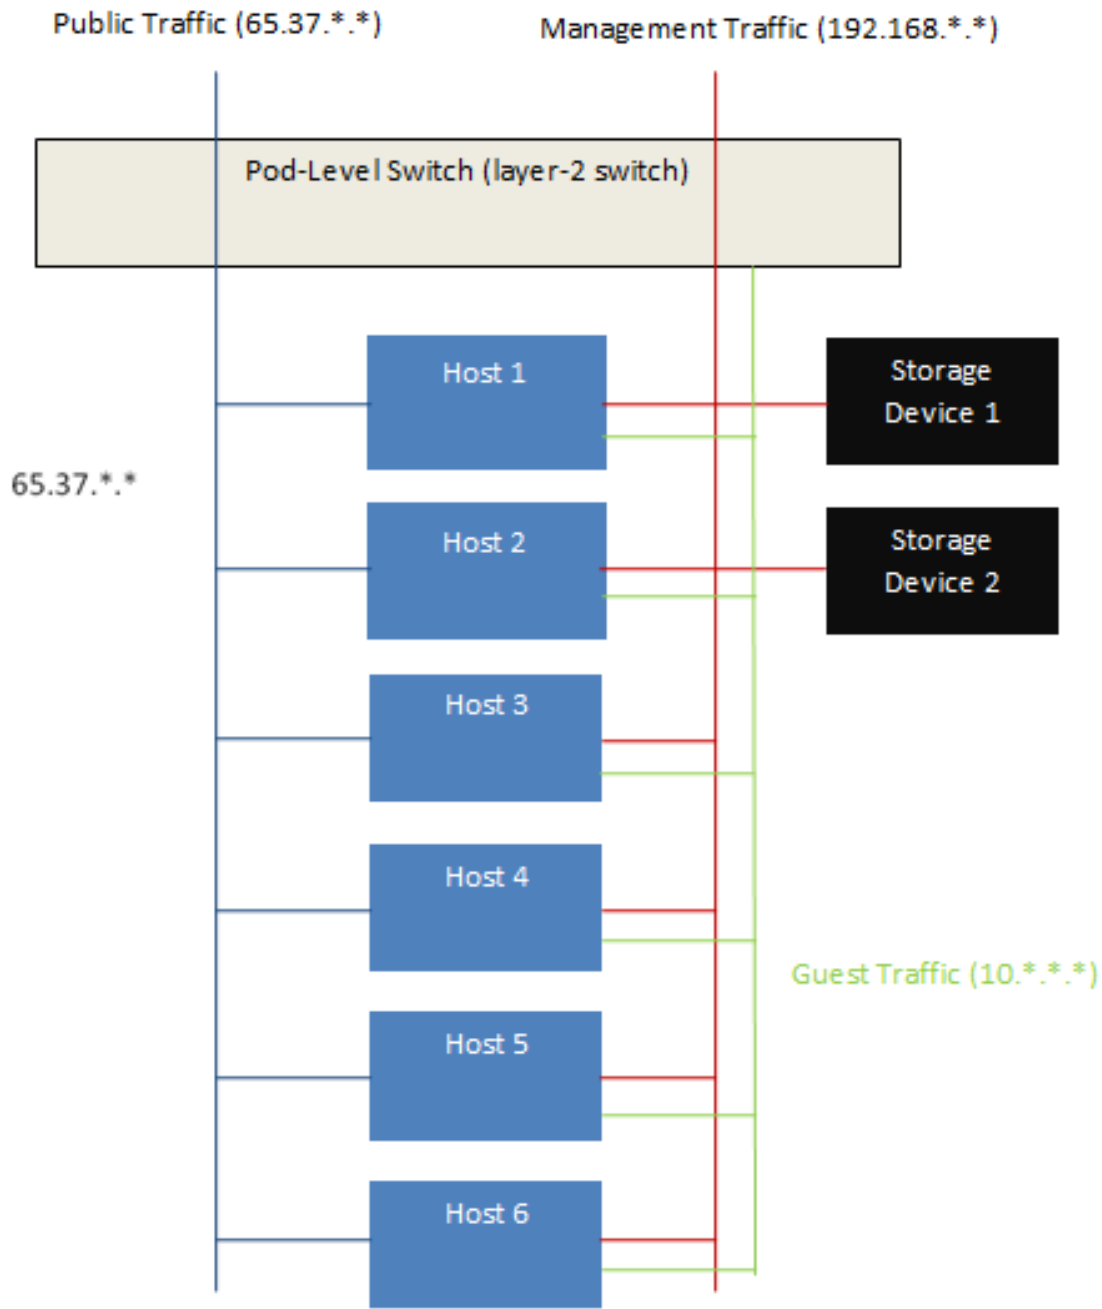 Public Traffic (65.37.*.*)
Management Traffic (192.168.*.*)
Pod-Level Switch (layer-2 switch)
Host 1
Storage
Device 1
65.37.*.*
Host 2
Storage
Device 2
Host 3
Host 4
Guest Traffic (10.*.*.*)
Host 5
Host 6